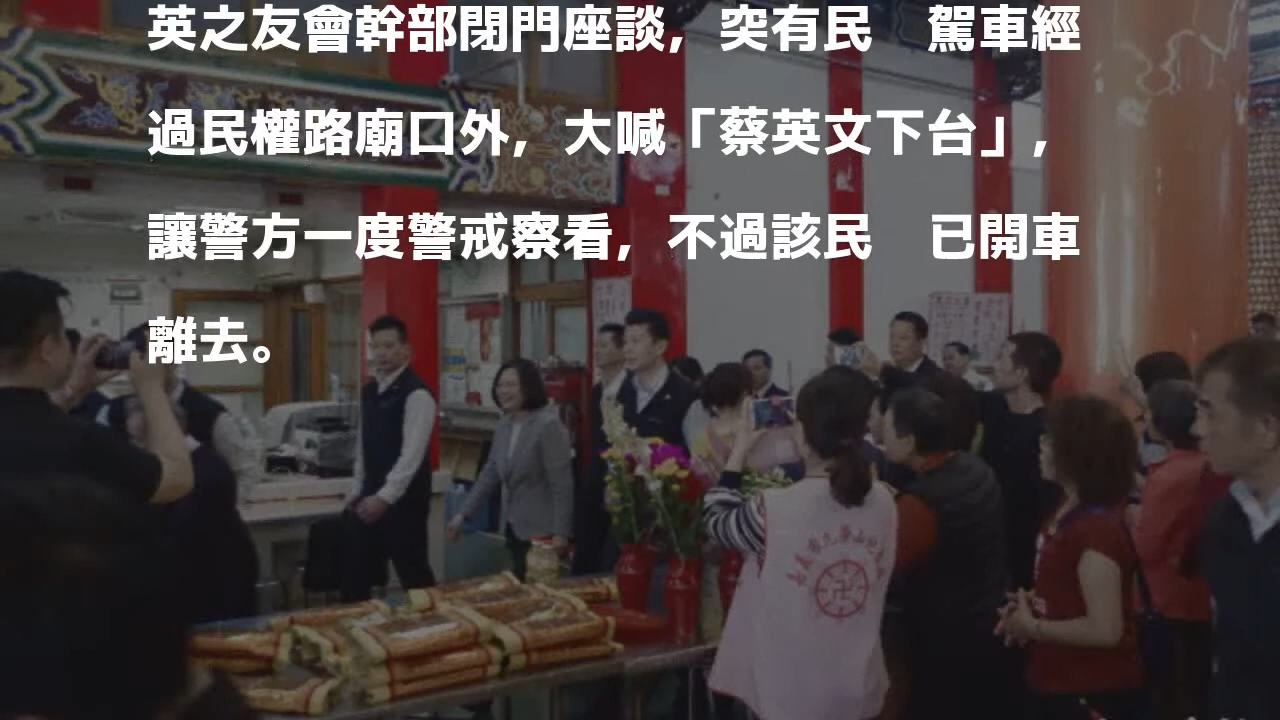 英之友會幹部閉門座談，突有民　駕車經
過民權路廟口外，大喊「蔡英文下台」，
讓警方一度警戒察看，不過該民　已開車
離去。